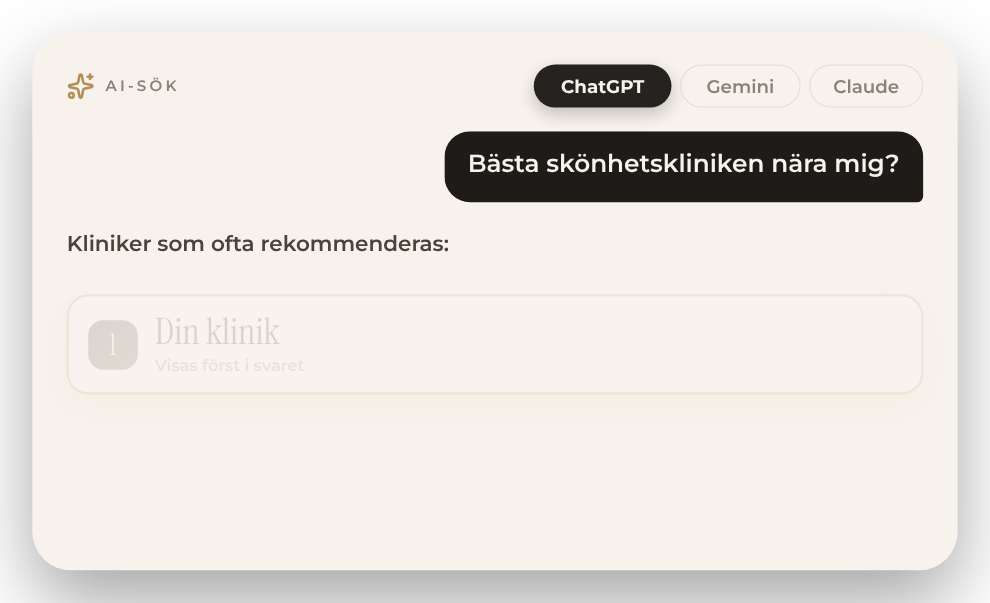 AI-SÖK
ChatGPT
Gemini
Claude
Bästa skönhetskliniken nära mig?
Kliniker som ofta rekommenderas:
1
Din klinik
Visas först i svaret